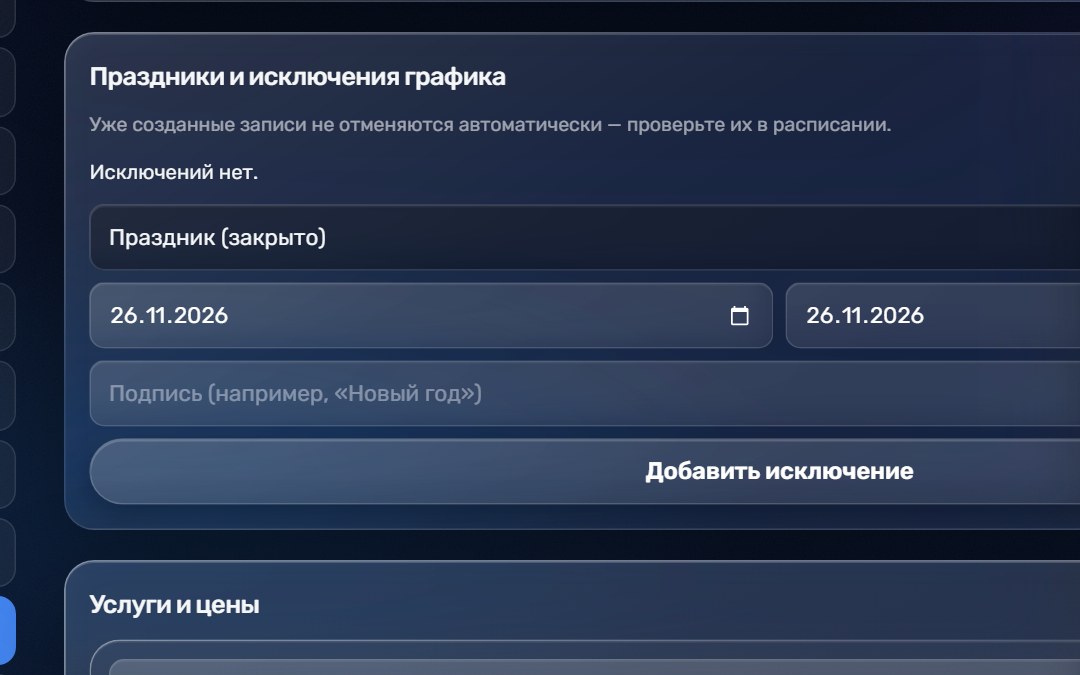 Праздники и исключения графика
Уже созданные записи не отменяются автоматически — проверьте их в расписании.
Исключений нет.
Праздник (закрыто)
26.11.2026 26.11.2026
Подпись (например, «Новый год»)
Добавить исключение
Услуги и цены